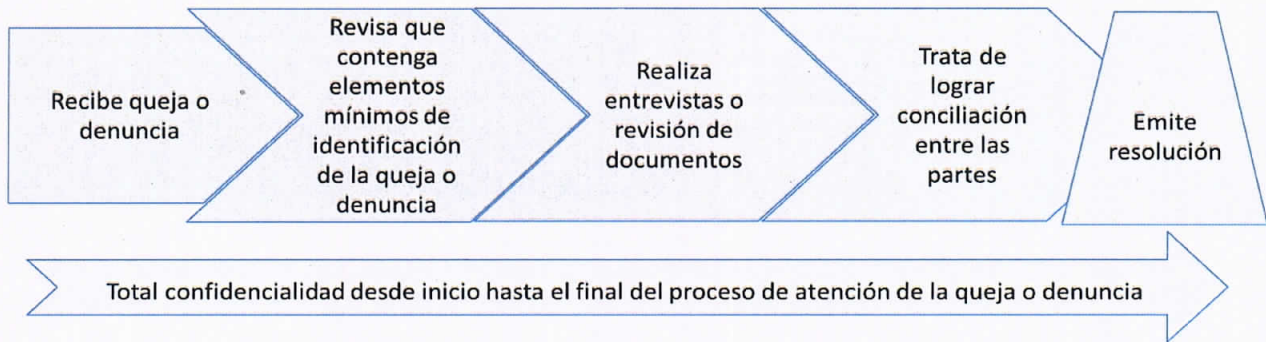 Recibe queja o
denuncia
Revisa que
contenga
elementos
mínimos de
identificación
de la queja o
denuncia
Realiza
entrevistas o
revisión de
documentos
Trata de
lograr
conciliación
entre las
partes
Emite
resolución
Total confidencialidad desde inicio hasta el final del proceso de atención de la queja o denuncia